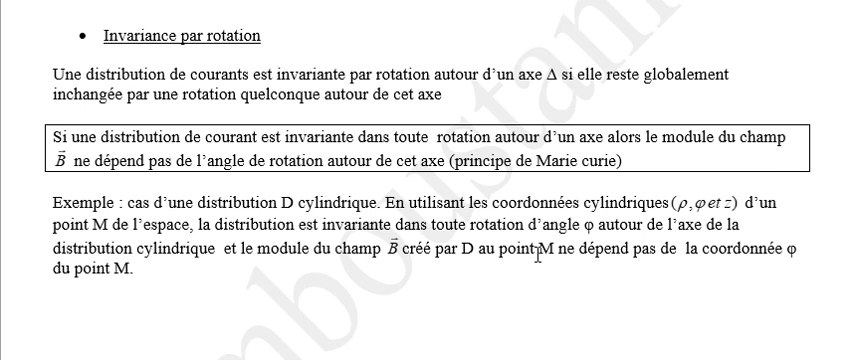 • Invariance par rotation
Une distribution de courants est invariante par rotation autour d'un axe Δ si elle reste globalement
inchangée par une rotation quelconque autour de cet axe
Si une distribution de courant est invariante dans toute rotation autour d'un axe alors le module du champ
B⃗ ne dépend pas de l'angle de rotation autour de cet axe (principe de Marie curie)
Exemple : cas d'une distribution D cylindrique. En utilisant les coordonnées cylindriques (ρ, φ et z) d'un
point M de l'espace, la distribution est invariante dans toute rotation d'angle φ autour de l'axe de la
distribution cylindrique et le module du champ B⃗ créé par D au point M ne dépend pas de la coordonnée φ
du point M.